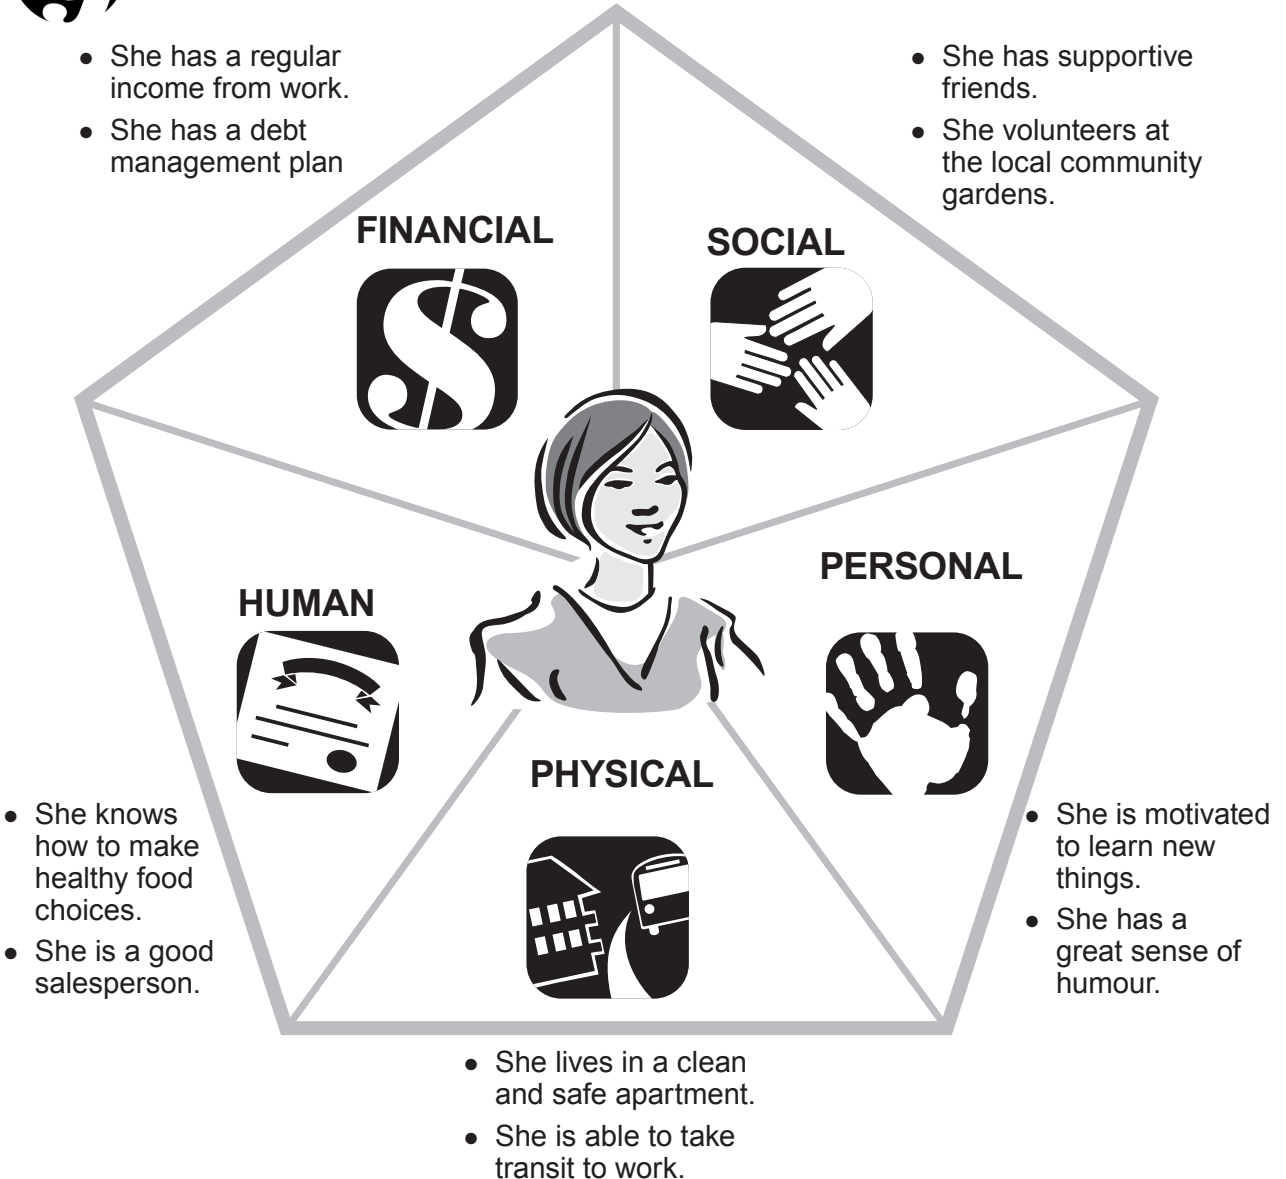 ● She has a regular
income from work.
● She has a debt
management plan
● She has supportive
friends.
● She volunteers at
the local community
gardens.
FINANCIAL
SOCIAL
PERSONAL
HUMAN
PHYSICAL
● She knows
how to make
healthy food
choices.
● She is a good
salesperson.
● She is motivated
to learn new
things.
● She has a
great sense of
humour.
● She lives in a clean
and safe apartment.
● She is able to take
transit to work.